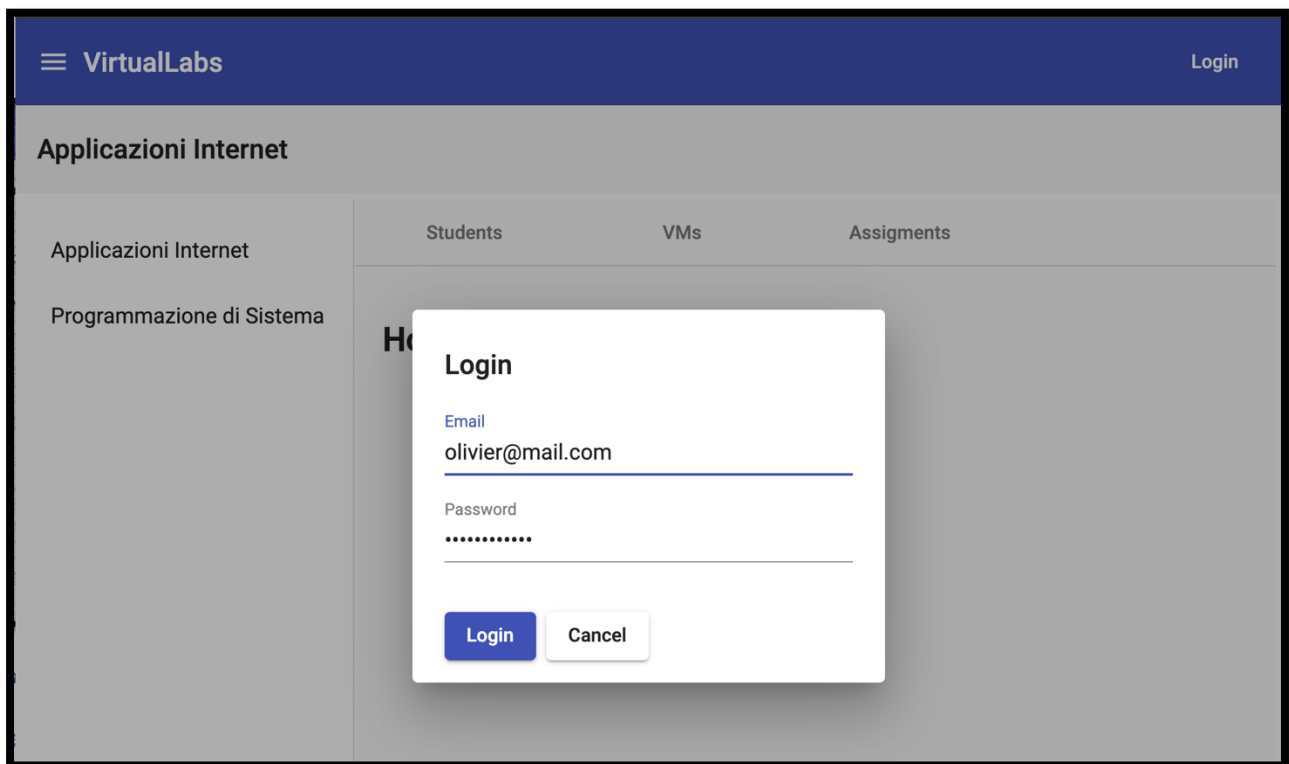 VirtualLabs
Login
Applicazioni Internet
Applicazioni Internet
Programmazione di Sistema
Students VMs Assigments
Login
Email
olivier@mail.com
Password
••••••••••••
Login Cancel